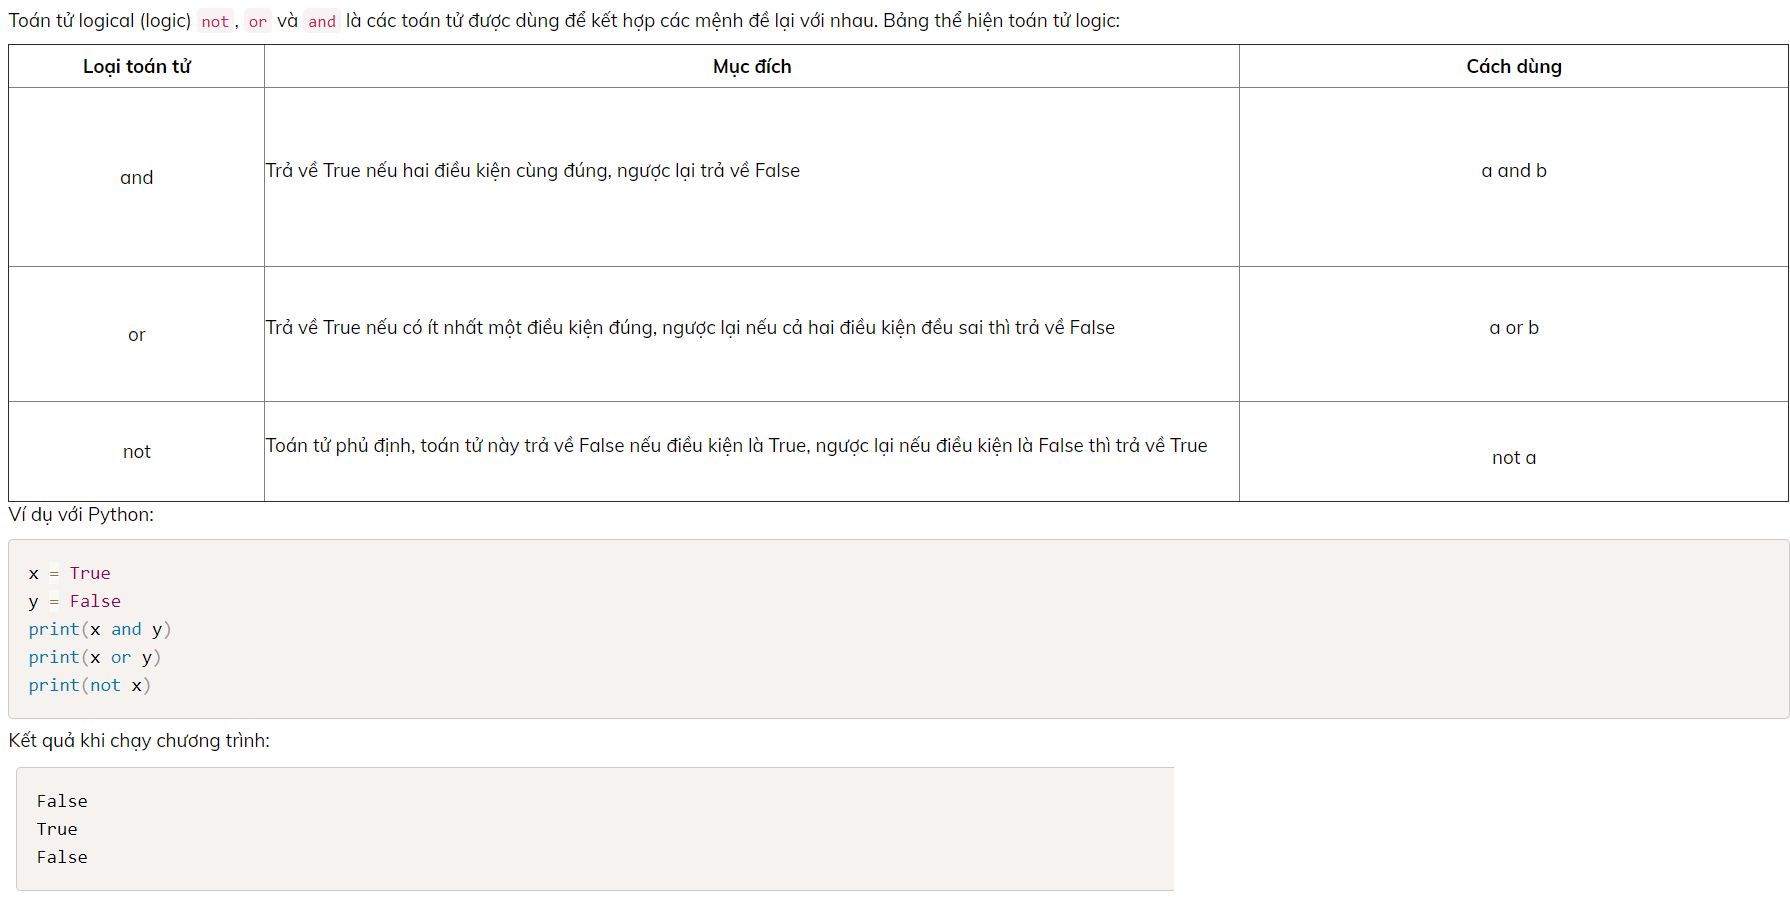 Toán tử logical (logic) not, or và and là các toán tử được dùng để kết hợp các mệnh đề lại với nhau. Bảng thể hiện toán tử logic:
Loại toán tử Mục đích Cách dùng
and Trả về True nếu hai điều kiện cùng đúng, ngược lại trả về False a and b
or Trả về True nếu có ít nhất một điều kiện đúng, ngược lại nếu cả hai điều kiện đều sai thì trả về False a or b
not Toán tử phủ định, toán tử này trả về False nếu điều kiện là True, ngược lại nếu điều kiện là False thì trả về True not a
Ví dụ với Python:
x = True
y = False
print(x and y)
print(x or y)
print(not x)
Kết quả khi chạy chương trình:
False
True
False